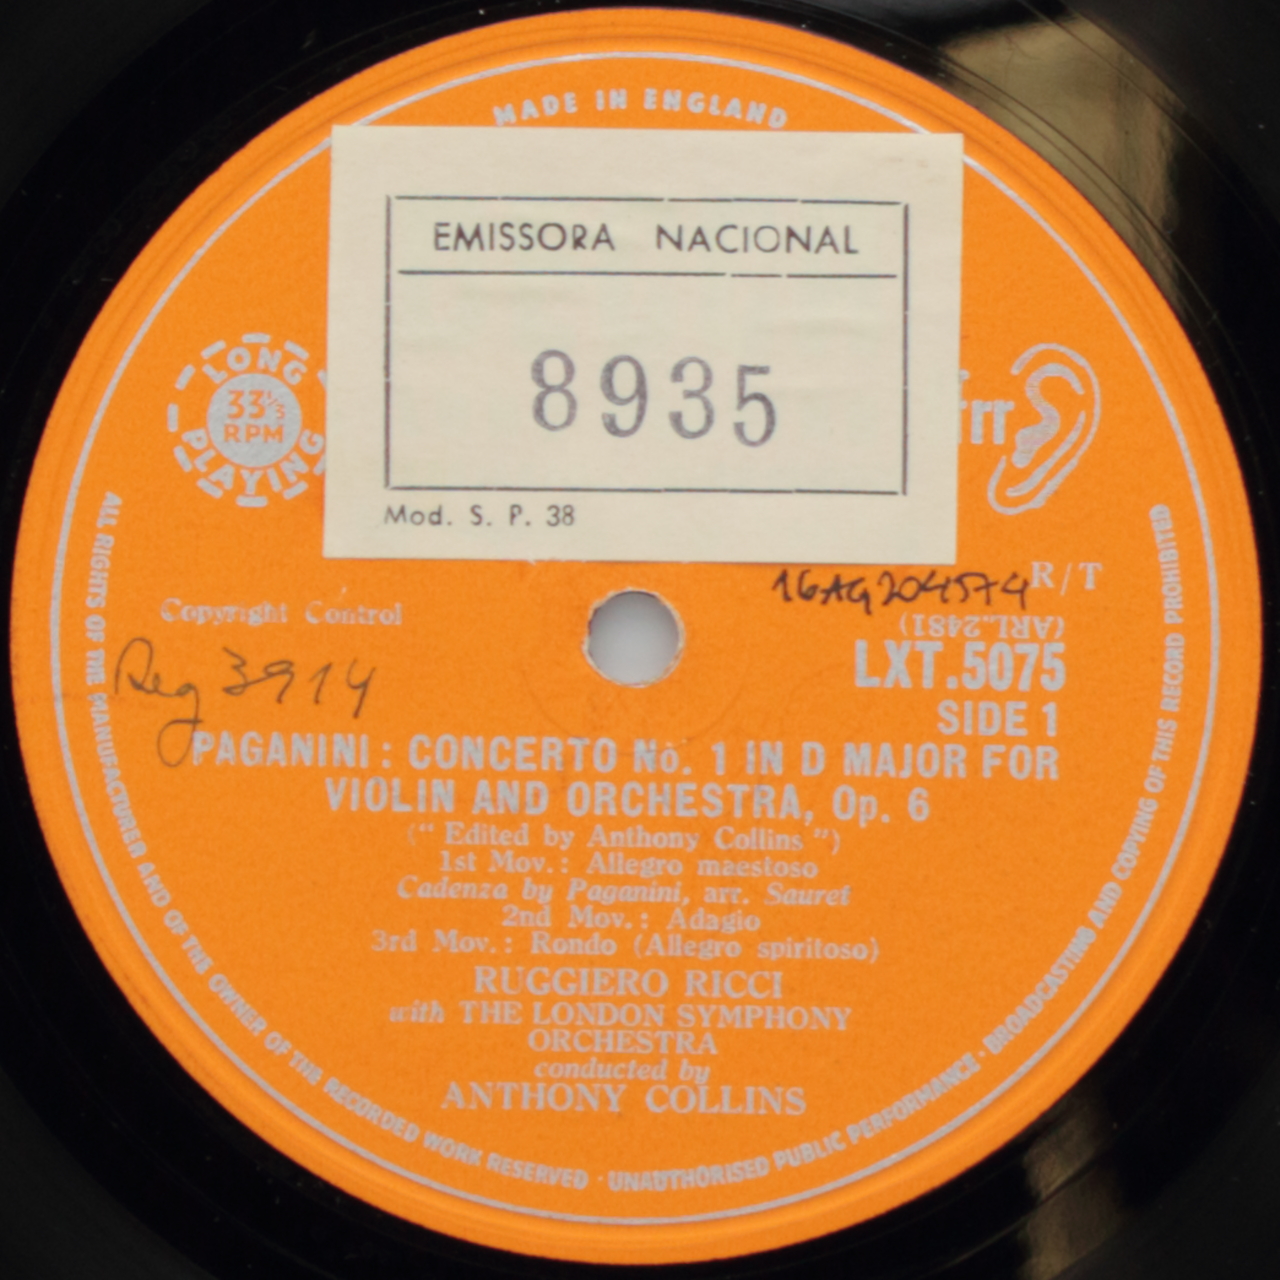 MADE IN ENGLAND
EMISSORA NACIONAL
8935
Mod. S. P. 38
LONG
33⅓
RPM
PLAYING
rr
R/T
16AG204574
Copyright Control
(ARL.2481)
LXT.5075
Reg 3914
SIDE 1
PAGANINI : CONCERTO No. 1 IN D MAJOR FOR
VIOLIN AND ORCHESTRA, Op. 6
(" Edited by Anthony Collins ")
1st Mov.: Allegro maestoso
Cadenza by Paganini, arr. Sauret
2nd Mov.: Adagio
3rd Mov.: Rondo (Allegro spiritoso)
RUGGIERO RICCI
with THE LONDON SYMPHONY
ORCHESTRA
conducted by
ANTHONY COLLINS
ALL RIGHTS OF THE MANUFACTURER AND OF THE OWNER OF THE RECORDED WORK RESERVED · UNAUTHORISED PUBLIC PERFORMANCE · BROADCASTING AND COPYING OF THIS RECORD PROHIBITED